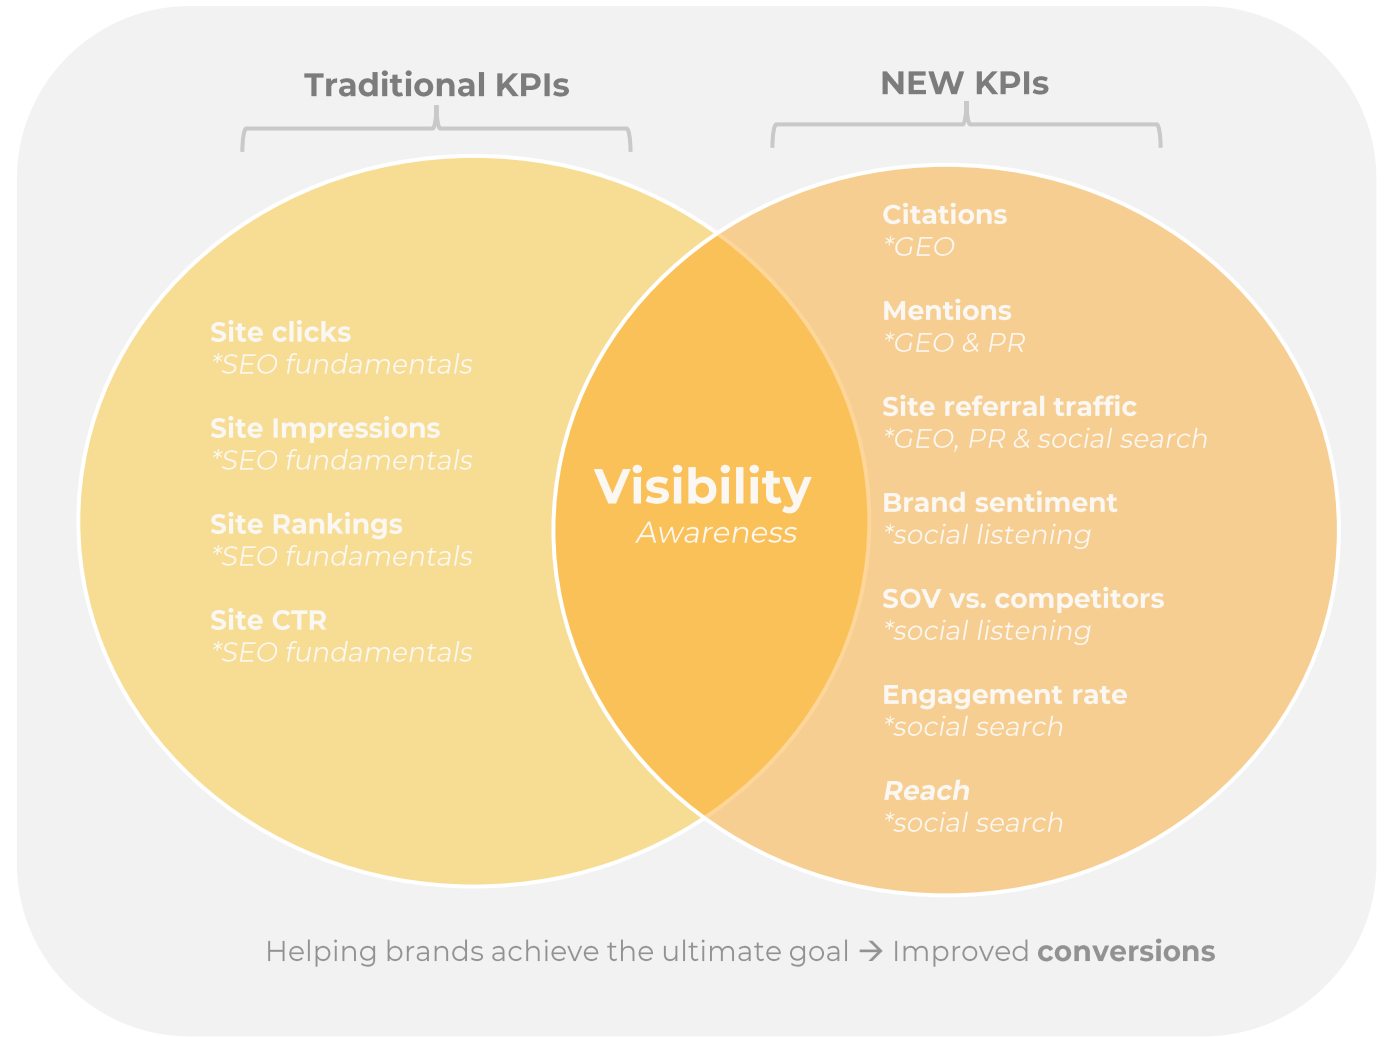 Traditional KPIs
NEW KPIs
Site clicks
*SEO fundamentals
Site Impressions
*SEO fundamentals
Site Rankings
*SEO fundamentals
Site CTR
*SEO fundamentals
Visibility
Awareness
Citations
*GEO
Mentions
*GEO & PR
Site referral traffic
*GEO, PR & social search
Brand sentiment
*social listening
SOV vs. competitors
*social listening
Engagement rate
*social search
Reach
*social search
Helping brands achieve the ultimate goal → Improved conversions